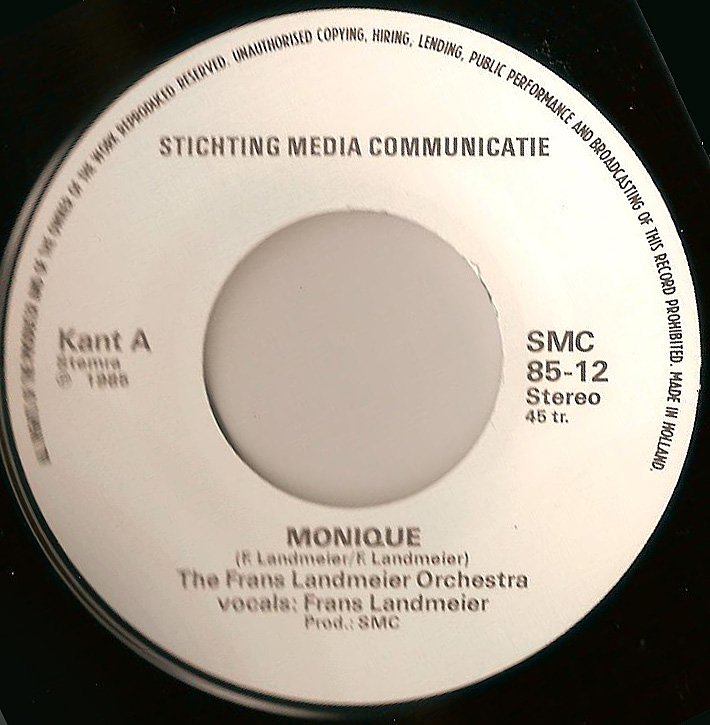 ALL RIGHTS OF THE PRODUCER AND OF THE OWNER OF THE WORK REPRODUCED RESERVED. UNAUTHORISED COPYING, HIRING, LENDING, PUBLIC PERFORMANCE AND BROADCASTING OF THIS RECORD PROHIBITED. MADE IN HOLLAND.
STICHTING MEDIA COMMUNICATIE
Kant A
Stemra
℗ 1985
SMC
85-12
Stereo
45 tr.
MONIQUE
(F. Landmeier/F. Landmeier)
The Frans Landmeier Orchestra
vocals: Frans Landmeier
Prod.: SMC